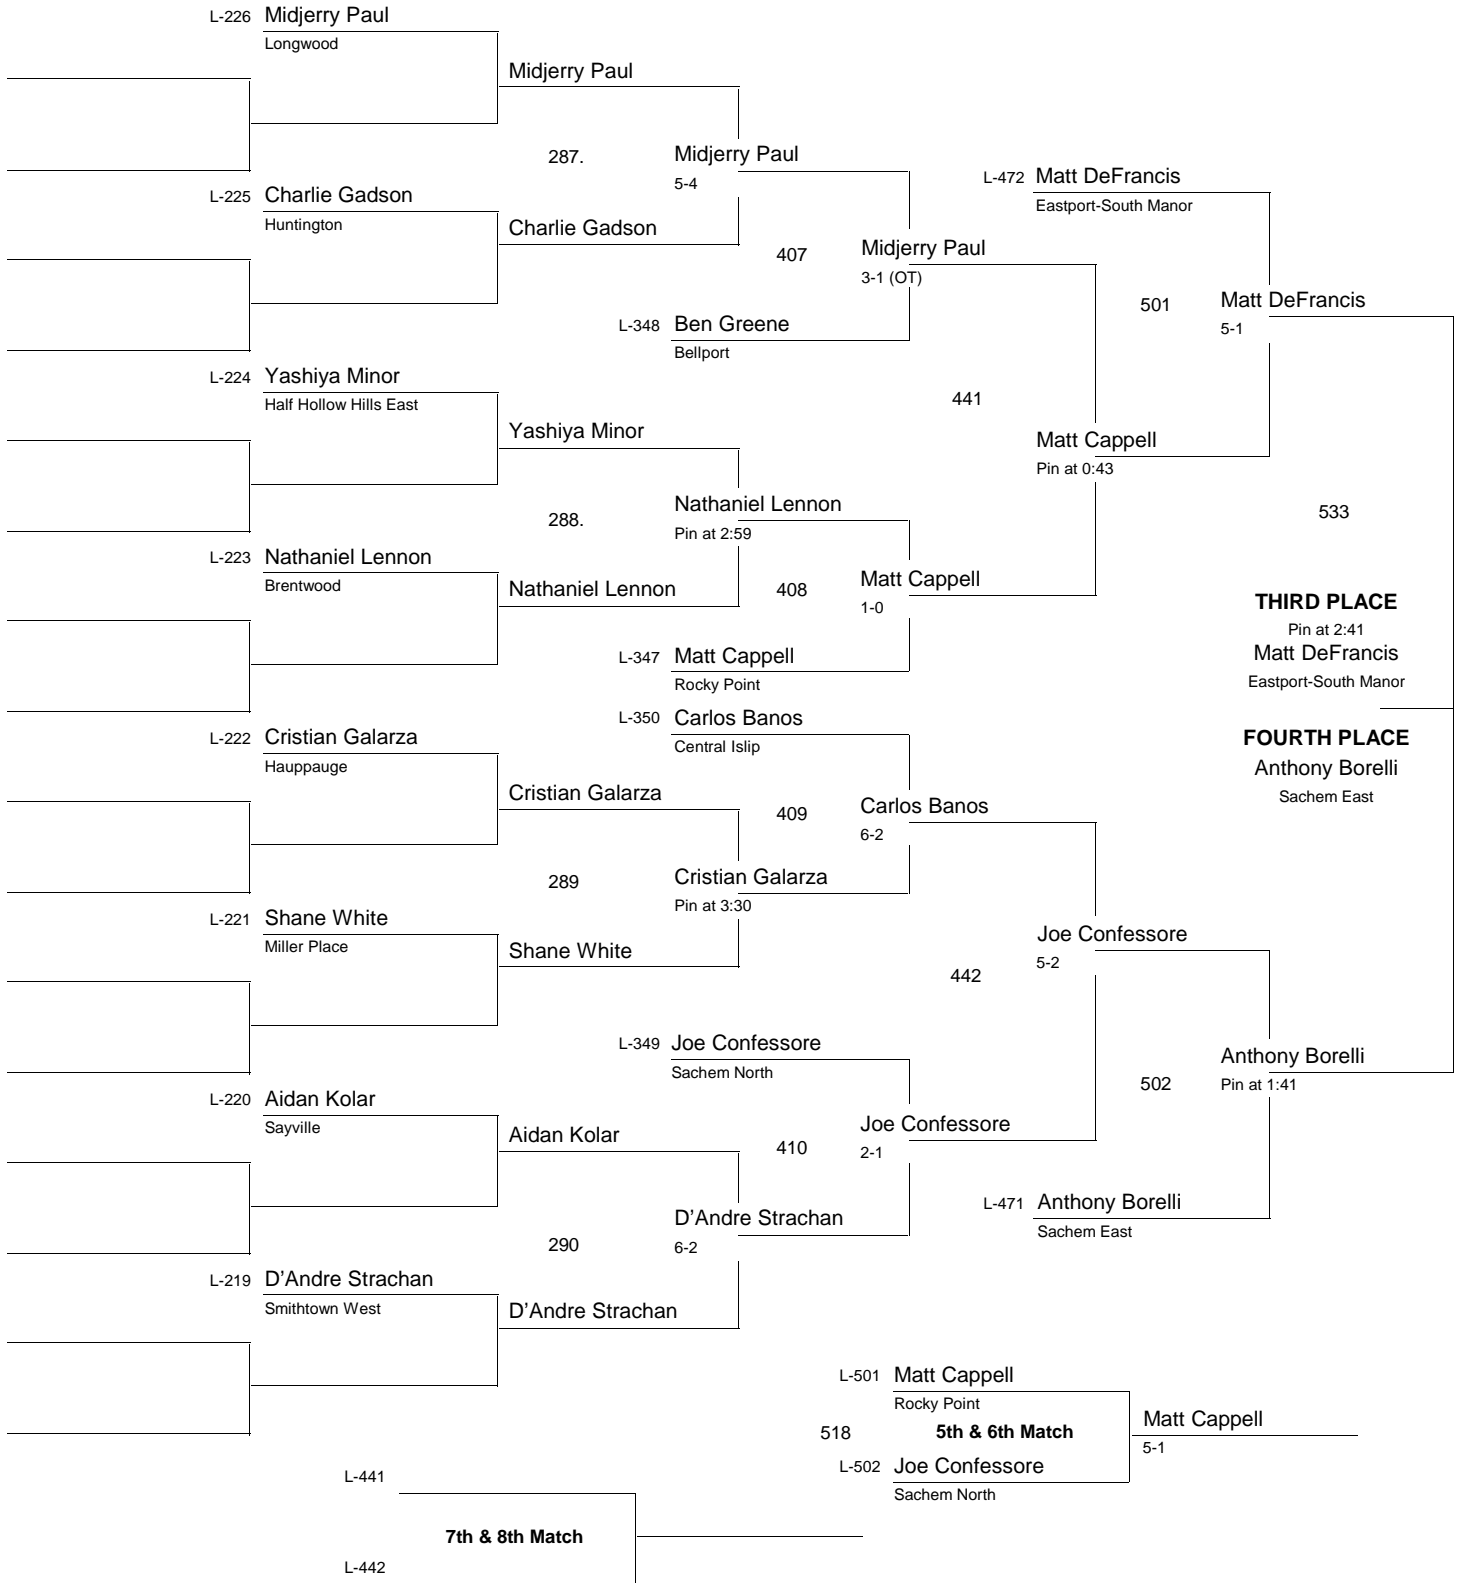 L-226 Midjerry Paul
Longwood
Midjerry Paul
287.
Midjerry Paul
5-4
L-472 Matt DeFrancis
Eastport-South Manor
L-225 Charlie Gadson
Huntington
Charlie Gadson
407
Midjerry Paul
3-1 (OT)
501
Matt DeFrancis
5-1
L-348 Ben Greene
Bellport
L-224 Yashiya Minor
Half Hollow Hills East
441
Yashiya Minor
Matt Cappell
Pin at 0:43
288.
Nathaniel Lennon
Pin at 2:59
533
L-223 Nathaniel Lennon
Brentwood
Nathaniel Lennon
408
Matt Cappell
1-0
THIRD PLACE
Pin at 2:41
Matt DeFrancis
Eastport-South Manor
L-347 Matt Cappell
Rocky Point
L-350 Carlos Banos
Central Islip
L-222 Cristian Galarza
Hauppauge
FOURTH PLACE
Anthony Borelli
Sachem East
Cristian Galarza
409
Carlos Banos
6-2
289
Cristian Galarza
Pin at 3:30
L-221 Shane White
Miller Place
Shane White
442
Joe Confessore
5-2
L-349 Joe Confessore
Sachem North
502
Anthony Borelli
Pin at 1:41
L-220 Aidan Kolar
Sayville
Aidan Kolar
410
Joe Confessore
2-1
290
D'Andre Strachan
6-2
L-471 Anthony Borelli
Sachem East
L-219 D'Andre Strachan
Smithtown West
D'Andre Strachan
L-501 Matt Cappell
Rocky Point
518
5th & 6th Match
Matt Cappell
5-1
L-502 Joe Confessore
Sachem North
L-441
7th & 8th Match
L-442